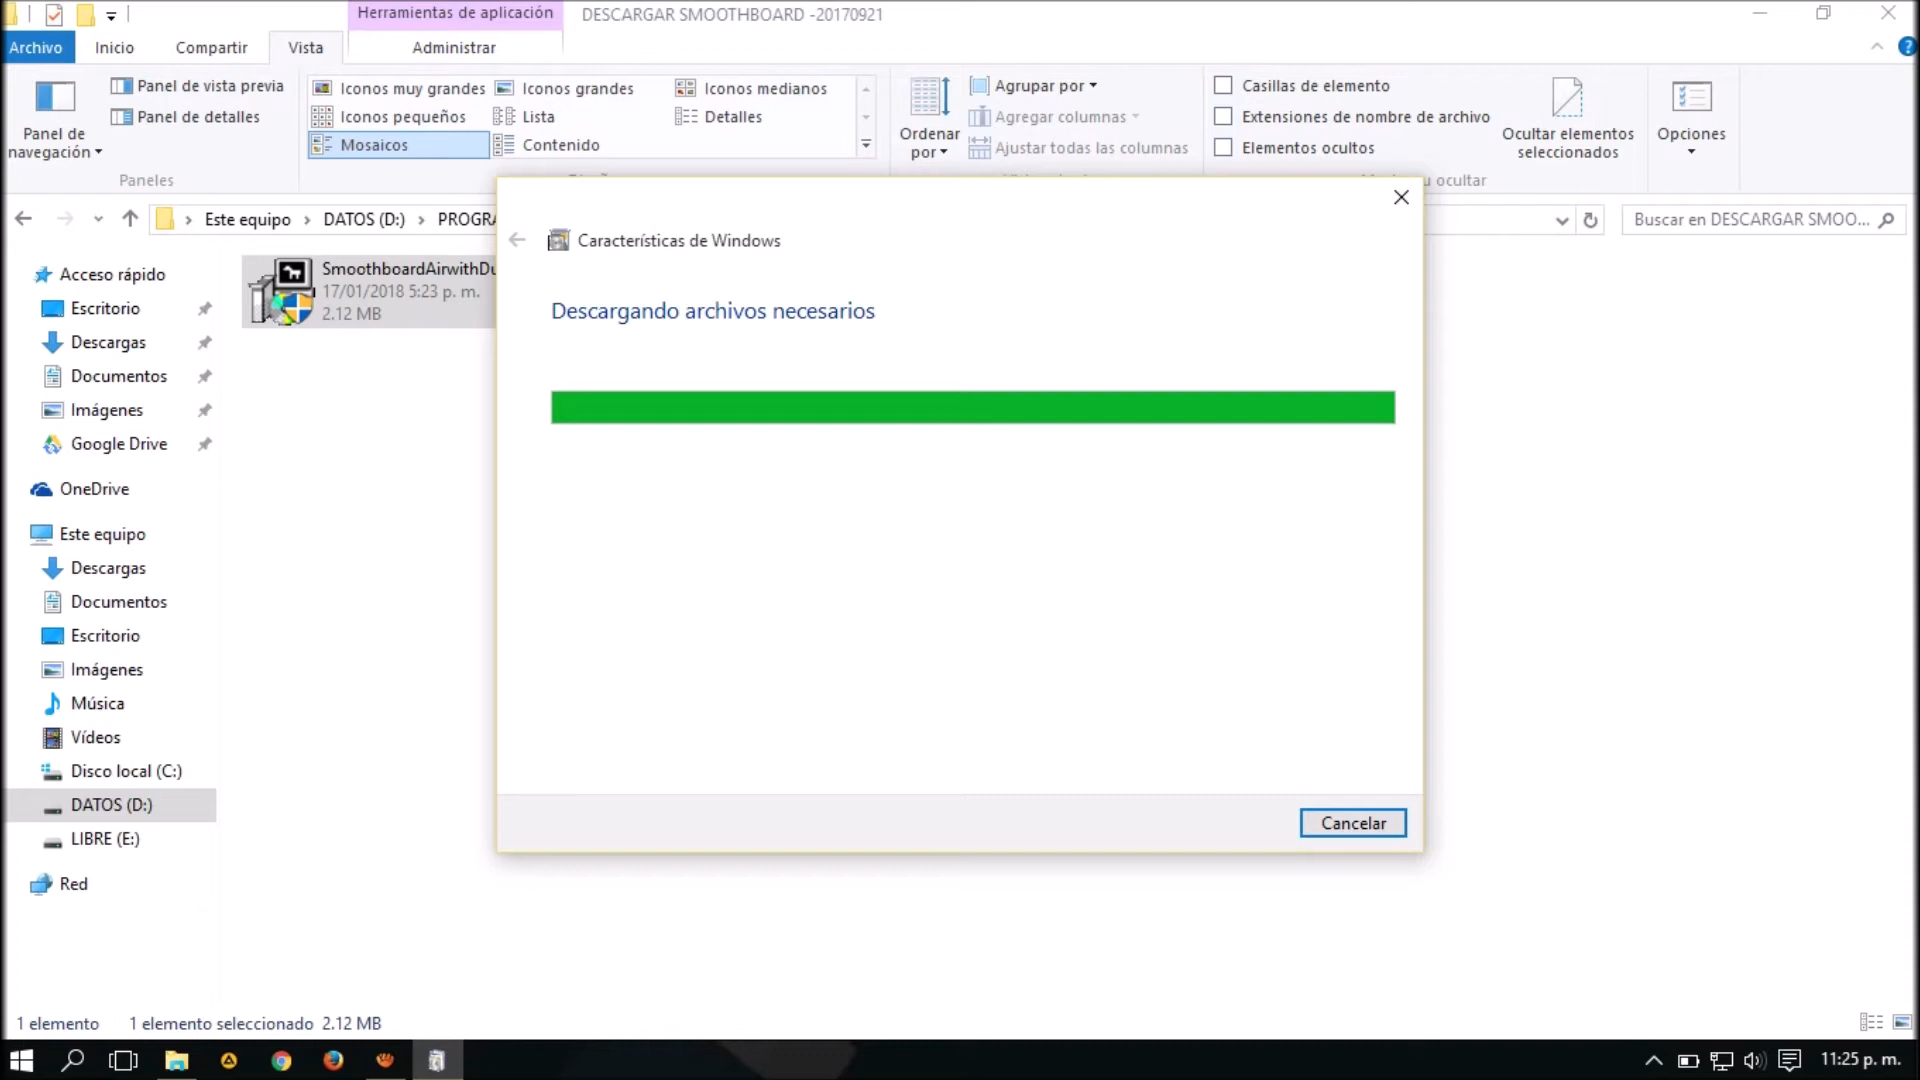 Herramientas de aplicación
DESCARGAR SMOOTHBOARD -20170921
Archivo
Inicio
Compartir
Vista
Administrar
Panel de navegación
Panel de vista previa
Panel de detalles
Paneles
Iconos muy grandes
Iconos grandes
Iconos medianos
Iconos pequeños
Lista
Detalles
Mosaicos
Contenido
Ordenar por
Agrupar por
Agregar columnas
Ajustar todas las columnas
Casillas de elemento
Extensiones de nombre de archivo
Elementos ocultos
Ocultar elementos seleccionados
Opciones
u ocultar
Este equipo
DATOS (D:)
PROGRA
Buscar en DESCARGAR SMOO...
Acceso rápido
Escritorio
Descargas
Documentos
Imágenes
Google Drive
OneDrive
Este equipo
Descargas
Documentos
Escritorio
Imágenes
Música
Vídeos
Disco local (C:)
DATOS (D:)
LIBRE (E:)
Red
SmoothboardAirwithDu
17/01/2018 5:23 p. m.
2.12 MB
Características de Windows
Descargando archivos necesarios
Cancelar
1 elemento
1 elemento seleccionado 2.12 MB
11:25 p. m.